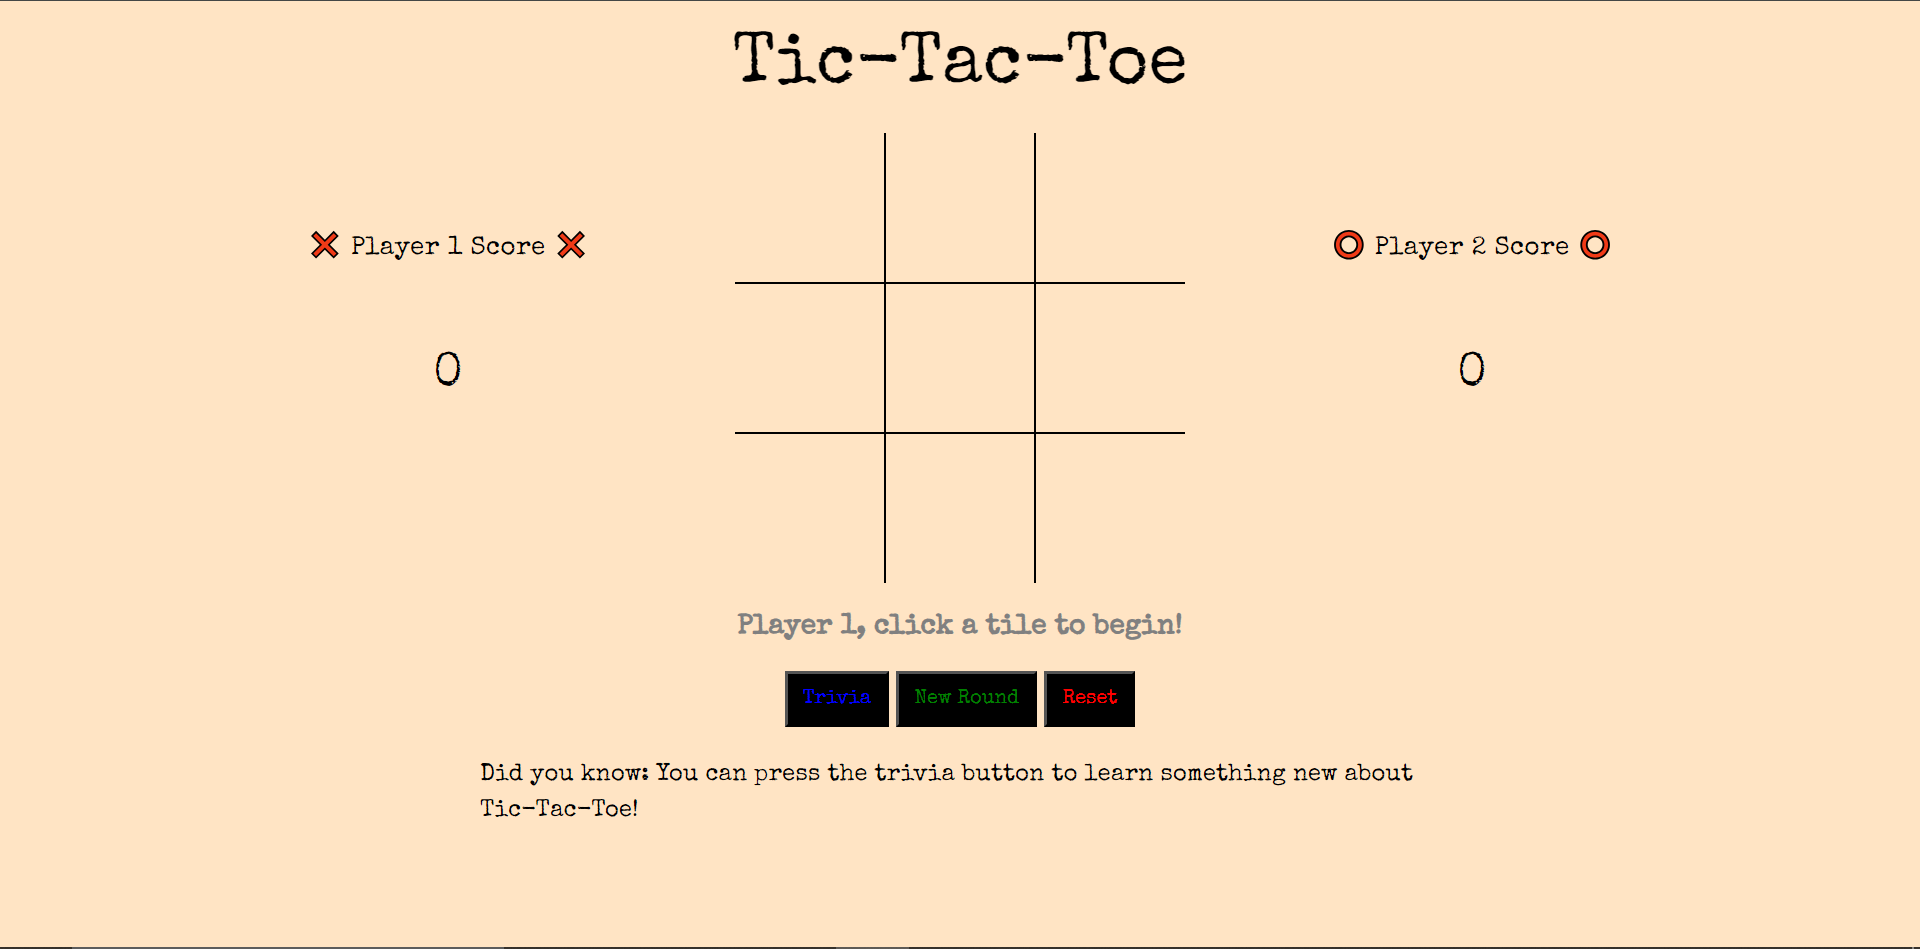 Tic-Tac-Toe
❌ Player 1 Score ❌
⭕ Player 2 Score ⭕
0
0
Player 1, click a tile to begin!
Trivia
New Round
Reset
Did you know: You can press the trivia button to learn something new about
Tic-Tac-Toe!